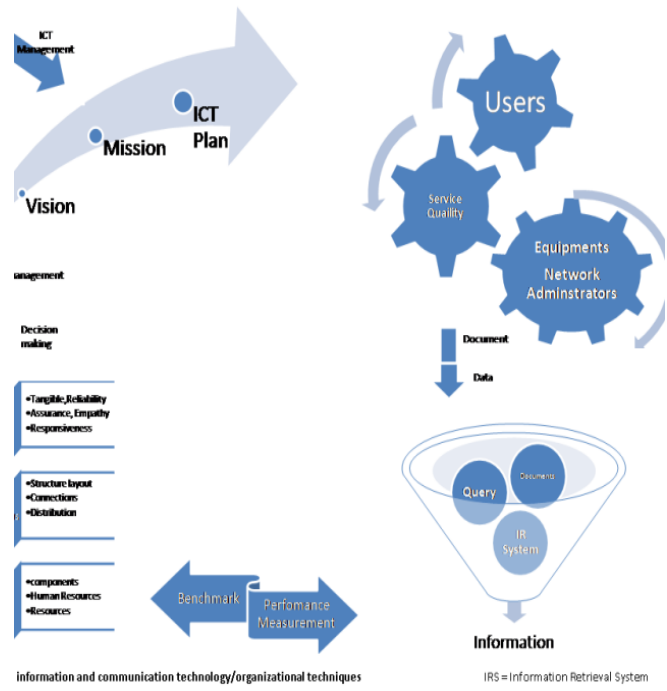 ICT
Management
ICT
Plan
Mission
Vision
anagement
Decision
making
•Tangible,Reliability
•Assurance, Empathy
•Responsiveness
•Structure layout
•Connections
•Distribution
s
•components
•Human Resources
•Resources
Benchmark
Perfomance
Measurement
information and communication technology/organizational techniques
Users
Service
Quaility
Equipments
Network
Adminstrators
Document
Data
Query
Documents
IR
System
Information
IRS = Information Retrieval System